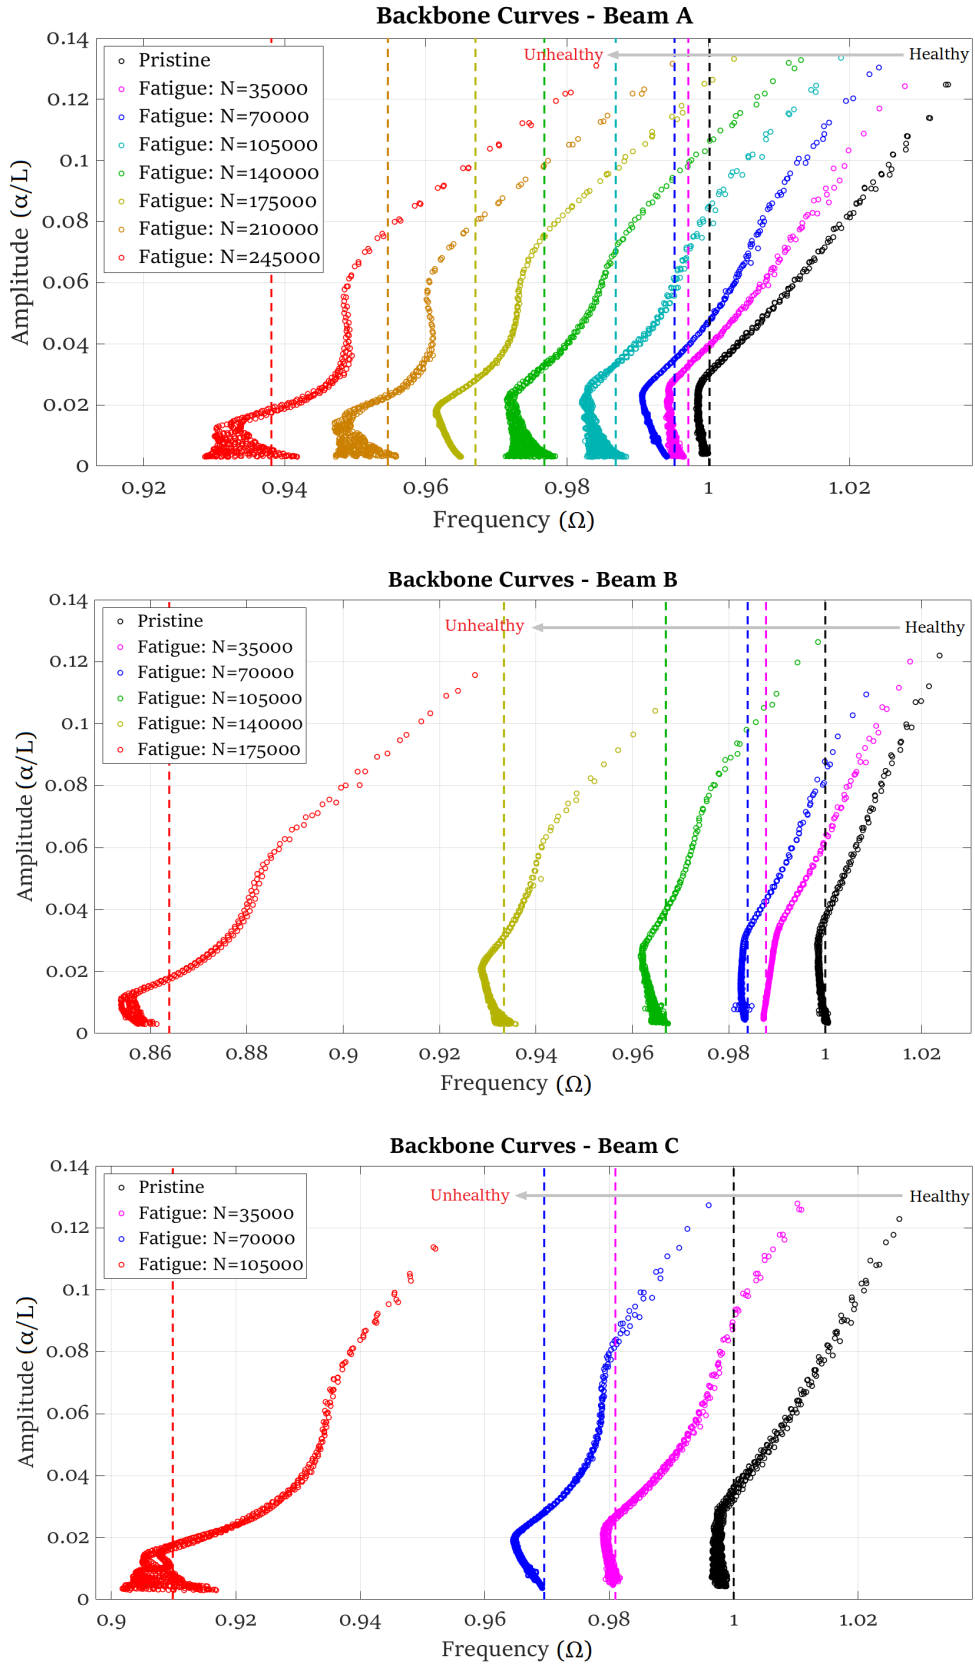 Backbone Curves - Beam A
0.14
0.12
0.1
0.08
0.06
0.04
0.02
0
Amplitude (α/L)
Pristine
Fatigue: N=35000
Fatigue: N=70000
Fatigue: N=105000
Fatigue: N=140000
Fatigue: N=175000
Fatigue: N=210000
Fatigue: N=245000
Unhealthy
Healthy
0.92 0.94 0.96 0.98 1 1.02
Frequency (Ω)
Backbone Curves - Beam B
0.14
0.12
0.1
0.08
0.06
0.04
0.02
0
Amplitude (α/L)
Pristine
Fatigue: N=35000
Fatigue: N=70000
Fatigue: N=105000
Fatigue: N=140000
Fatigue: N=175000
Unhealthy
Healthy
0.86 0.88 0.9 0.92 0.94 0.96 0.98 1 1.02
Frequency (Ω)
Backbone Curves - Beam C
0.14
0.12
0.1
0.08
0.06
0.04
0.02
0
Amplitude (α/L)
Pristine
Fatigue: N=35000
Fatigue: N=70000
Fatigue: N=105000
Unhealthy
Healthy
0.9 0.92 0.94 0.96 0.98 1 1.02
Frequency (Ω)